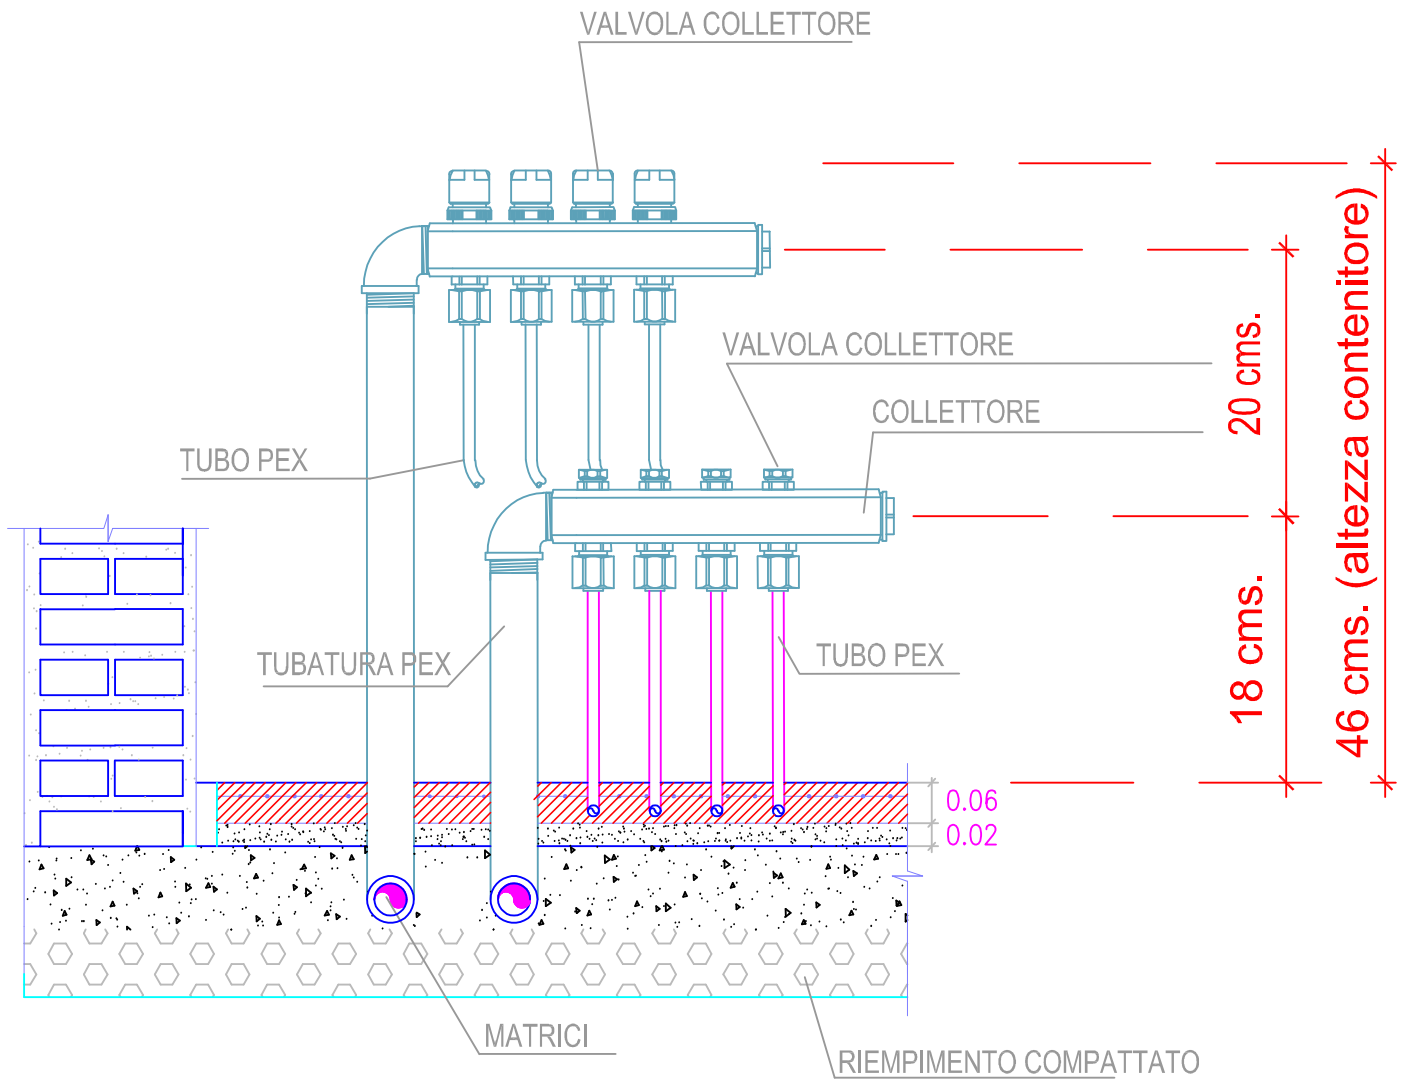 VALVOLA COLLETTORE
VALVOLA COLLETTORE
COLLETTORE
TUBO PEX
TUBATURA PEX
TUBO PEX
20 cms.
18 cms.
46 cms. (altezza contenitore)
0.06
0.02
MATRICI
RIEMPIMENTO COMPATTATO